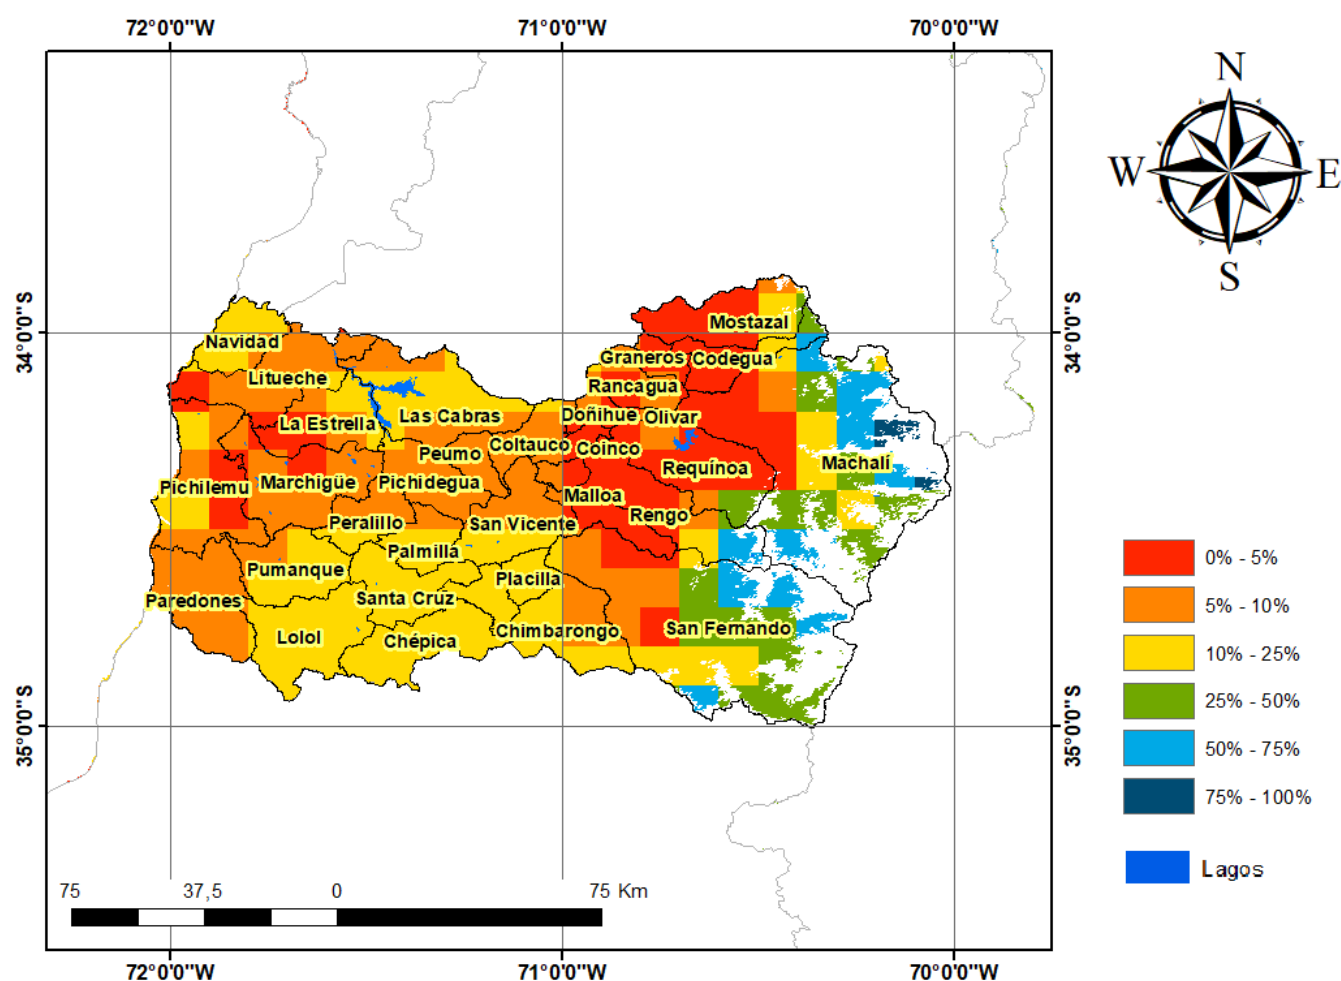 72°0'0"W 71°0'0"W 70°0'0"W
N
W E
S
34°0'0"S 34°0'0"S
Mostazal
Navidad
Graneros Codegua
Litueche
Rancagua
Las Cabras Doñihue Olivar
La Estrella
Coltauco Coinco
Peumo
Machalí
Requínoa
Pichilemu Marchigüe Pichidegua
Malloa
Rengo
Peralillo San Vicente
Palmilla
Pumanque
Placilla
Paredones Santa Cruz
Lolol Chépica Chimbarongo San Fernando
35°0'0"S 35°0'0"S
0% - 5%
5% - 10%
10% - 25%
25% - 50%
50% - 75%
75% - 100%
Lagos
75 37,5 0 75 Km
72°0'0"W 71°0'0"W 70°0'0"W